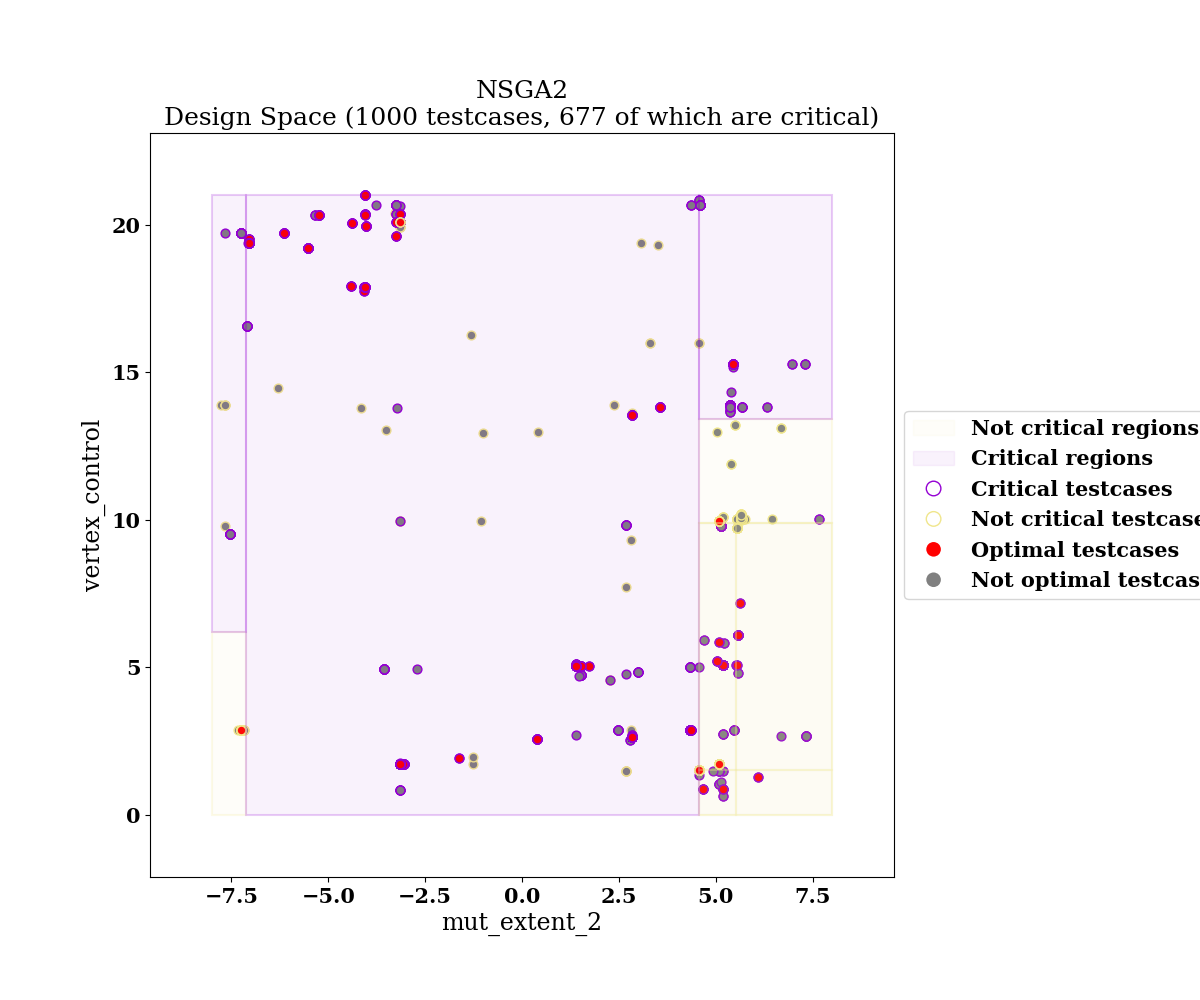 NSGA2
Design Space (1000 testcases, 677 of which are critical)
20
15
10
5
0
vertex_control
−7.5 −5.0 −2.5 0.0 2.5 5.0 7.5
mut_extent_2
Not critical regions
Critical regions
Critical testcases
Not critical testcase
Optimal testcases
Not optimal testcas